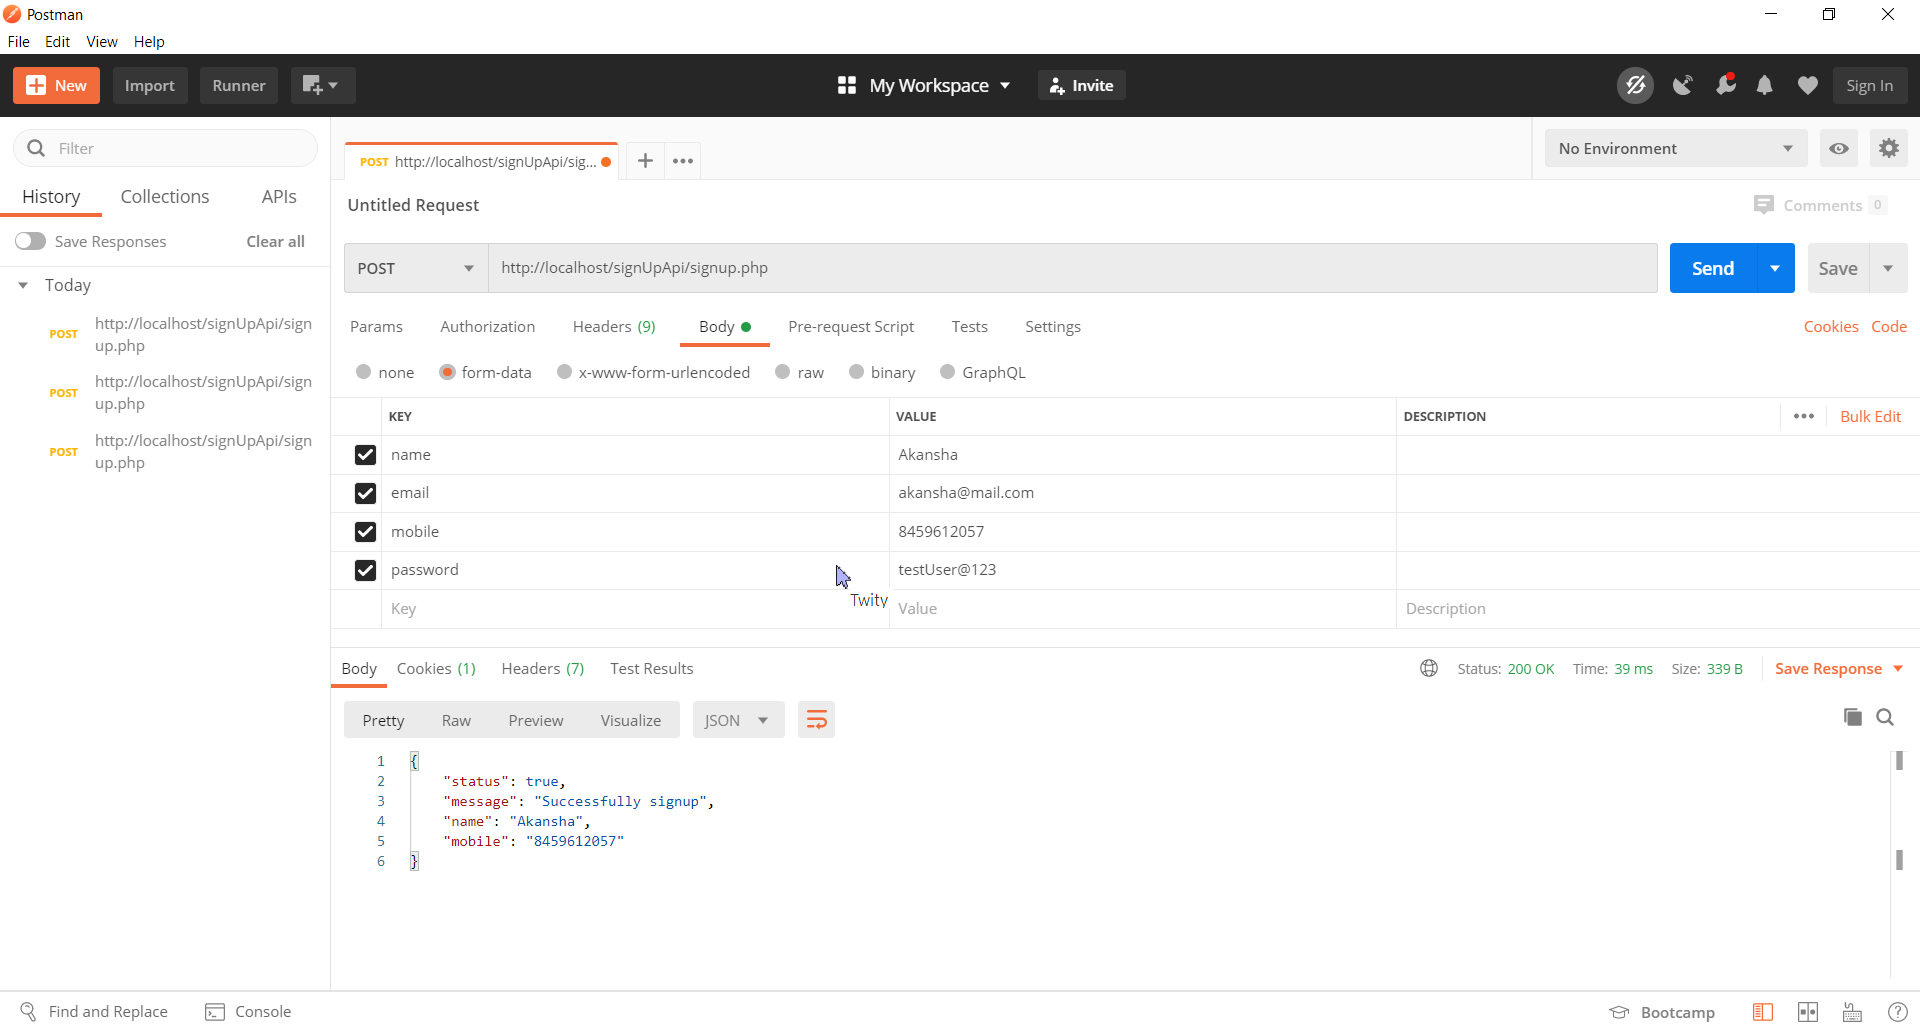 Postman
File Edit View Help
New Import Runner My Workspace Invite Sign In
Filter
History Collections APIs
Save Responses Clear all
Today
POST http://localhost/signUpApi/sign
up.php
POST http://localhost/signUpApi/sign
up.php
POST http://localhost/signUpApi/sign
up.php
POST http://localhost/signUpApi/sig...
No Environment
Untitled Request
Comments 0
POST http://localhost/signUpApi/signup.php Send Save
Params Authorization Headers (9) Body Pre-request Script Tests Settings Cookies Code
none form-data x-www-form-urlencoded raw binary GraphQL
KEY VALUE DESCRIPTION Bulk Edit
name Akansha
email akansha@mail.com
mobile 8459612057
password testUser@123
Twity
Key Value Description
Body Cookies (1) Headers (7) Test Results Status: 200 OK Time: 39 ms Size: 339 B Save Response
Pretty Raw Preview Visualize JSON
1 {
2 "status": true,
3 "message": "Successfully signup",
4 "name": "Akansha",
5 "mobile": "8459612057"
6 }
Find and Replace Console Bootcamp